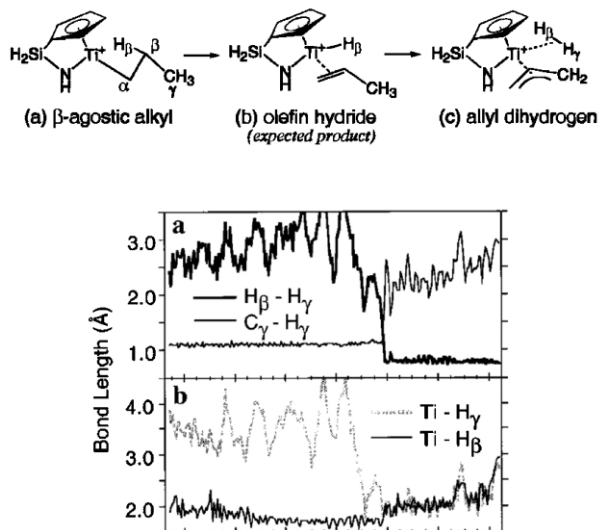 H₂Si Ti⁺ Hβ β
N H α CH₃ γ
H₂Si Ti⁺ Hβ
N H CH₃
H₂Si Ti⁺ Hβ Hγ
N H CH₂
(a) β-agostic alkyl
(b) olefin hydride
(expected product)
(c) allyl dihydrogen
a
3.0
2.0
1.0
Hβ - Hγ
Cγ - Hγ
Bond Length (Å)
b
4.0
3.0
2.0
Ti - Hγ
Ti - Hβ